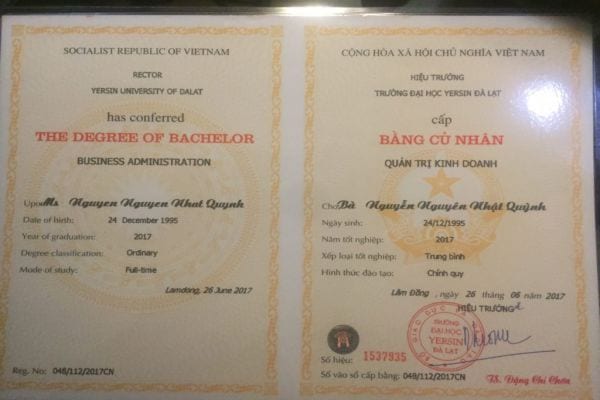 SOCIALIST REPUBLIC OF VIETNAM
RECTOR
YERSIN UNIVERSITY OF DALAT
has conferred
THE DEGREE OF BACHELOR
BUSINESS ADMINISTRATION
Upon: Ms Nguyen Nguyen Nhat Quynh
Date of birth: 24 December 1995
Year of graduation: 2017
Degree classification: Ordinary
Mode of study: Full-time
Lamdong, 26 June 2017
Reg. No: 048/112/2017CN
CỘNG HÒA XÃ HỘI CHỦ NGHĨA VIỆT NAM
HIỆU TRƯỞNG
TRƯỜNG ĐẠI HỌC YERSIN ĐÀ LẠT
cấp
BẰNG CỬ NHÂN
QUẢN TRỊ KINH DOANH
Cho: Bà Nguyễn Nguyên Nhật Quỳnh
Ngày sinh: 24/12/1995
Năm tốt nghiệp: 2017
Xếp loại tốt nghiệp: Trung bình
Hình thức đào tạo: Chính quy
Lâm Đồng, ngày 26 tháng 06 năm 2017
HIỆU TRƯỞNG
TRƯỜNG
ĐẠI HỌC
YERSIN
ĐÀ LẠT
Số hiệu: 1537935
Số vào sổ cấp bằng: 048/112/2017CN
TS. Đặng Chí Chơn